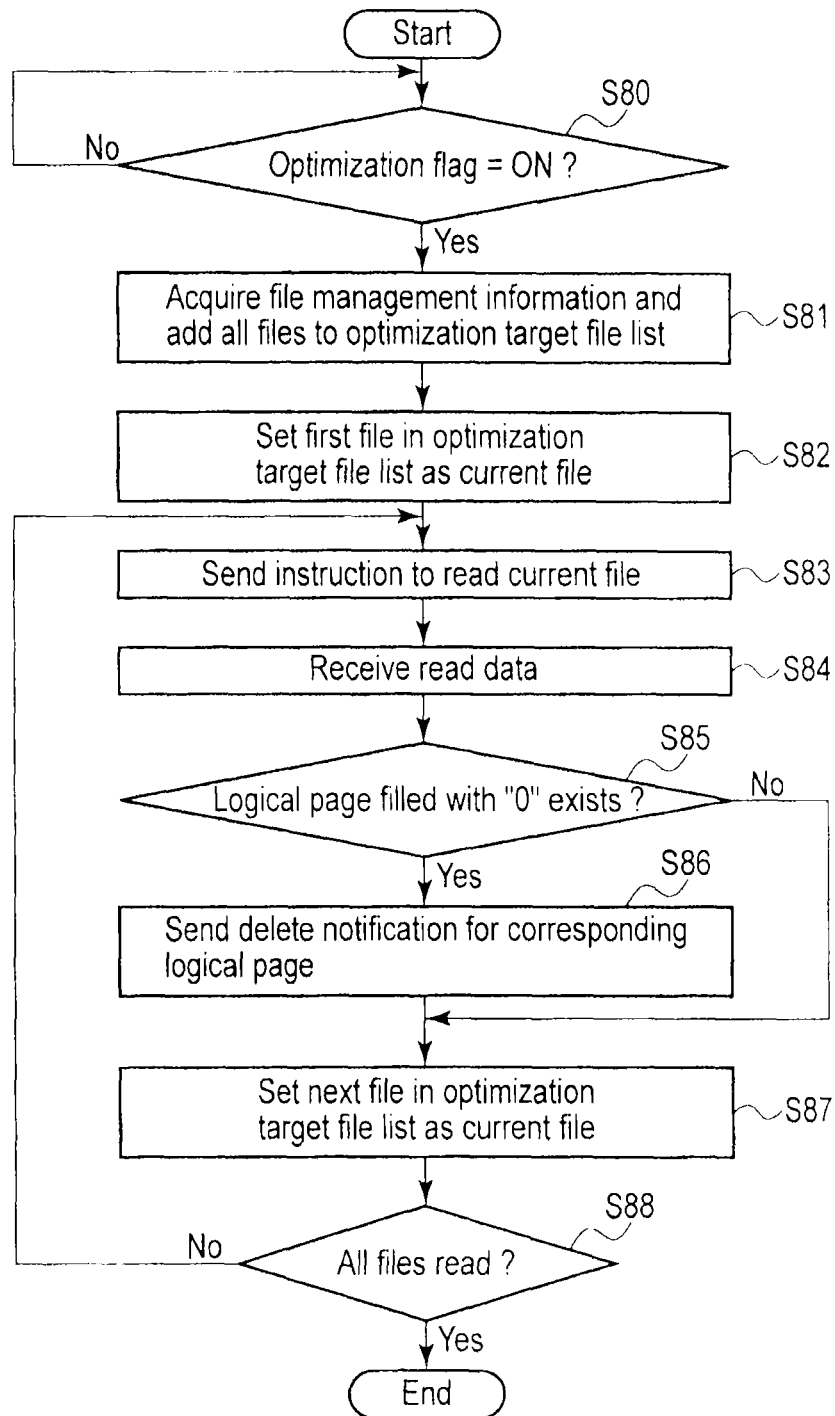 Start
S80
No
Optimization flag = ON ?
Yes
Acquire file management information and
add all files to optimization target file list
S81
Set first file in optimization
target file list as current file
S82
Send instruction to read current file
S83
Receive read data
S84
S85
No
Logical page filled with "0" exists ?
Yes
S86
Send delete notification for corresponding
logical page
Set next file in optimization
target file list as current file
S87
S88
No
All files read ?
Yes
End